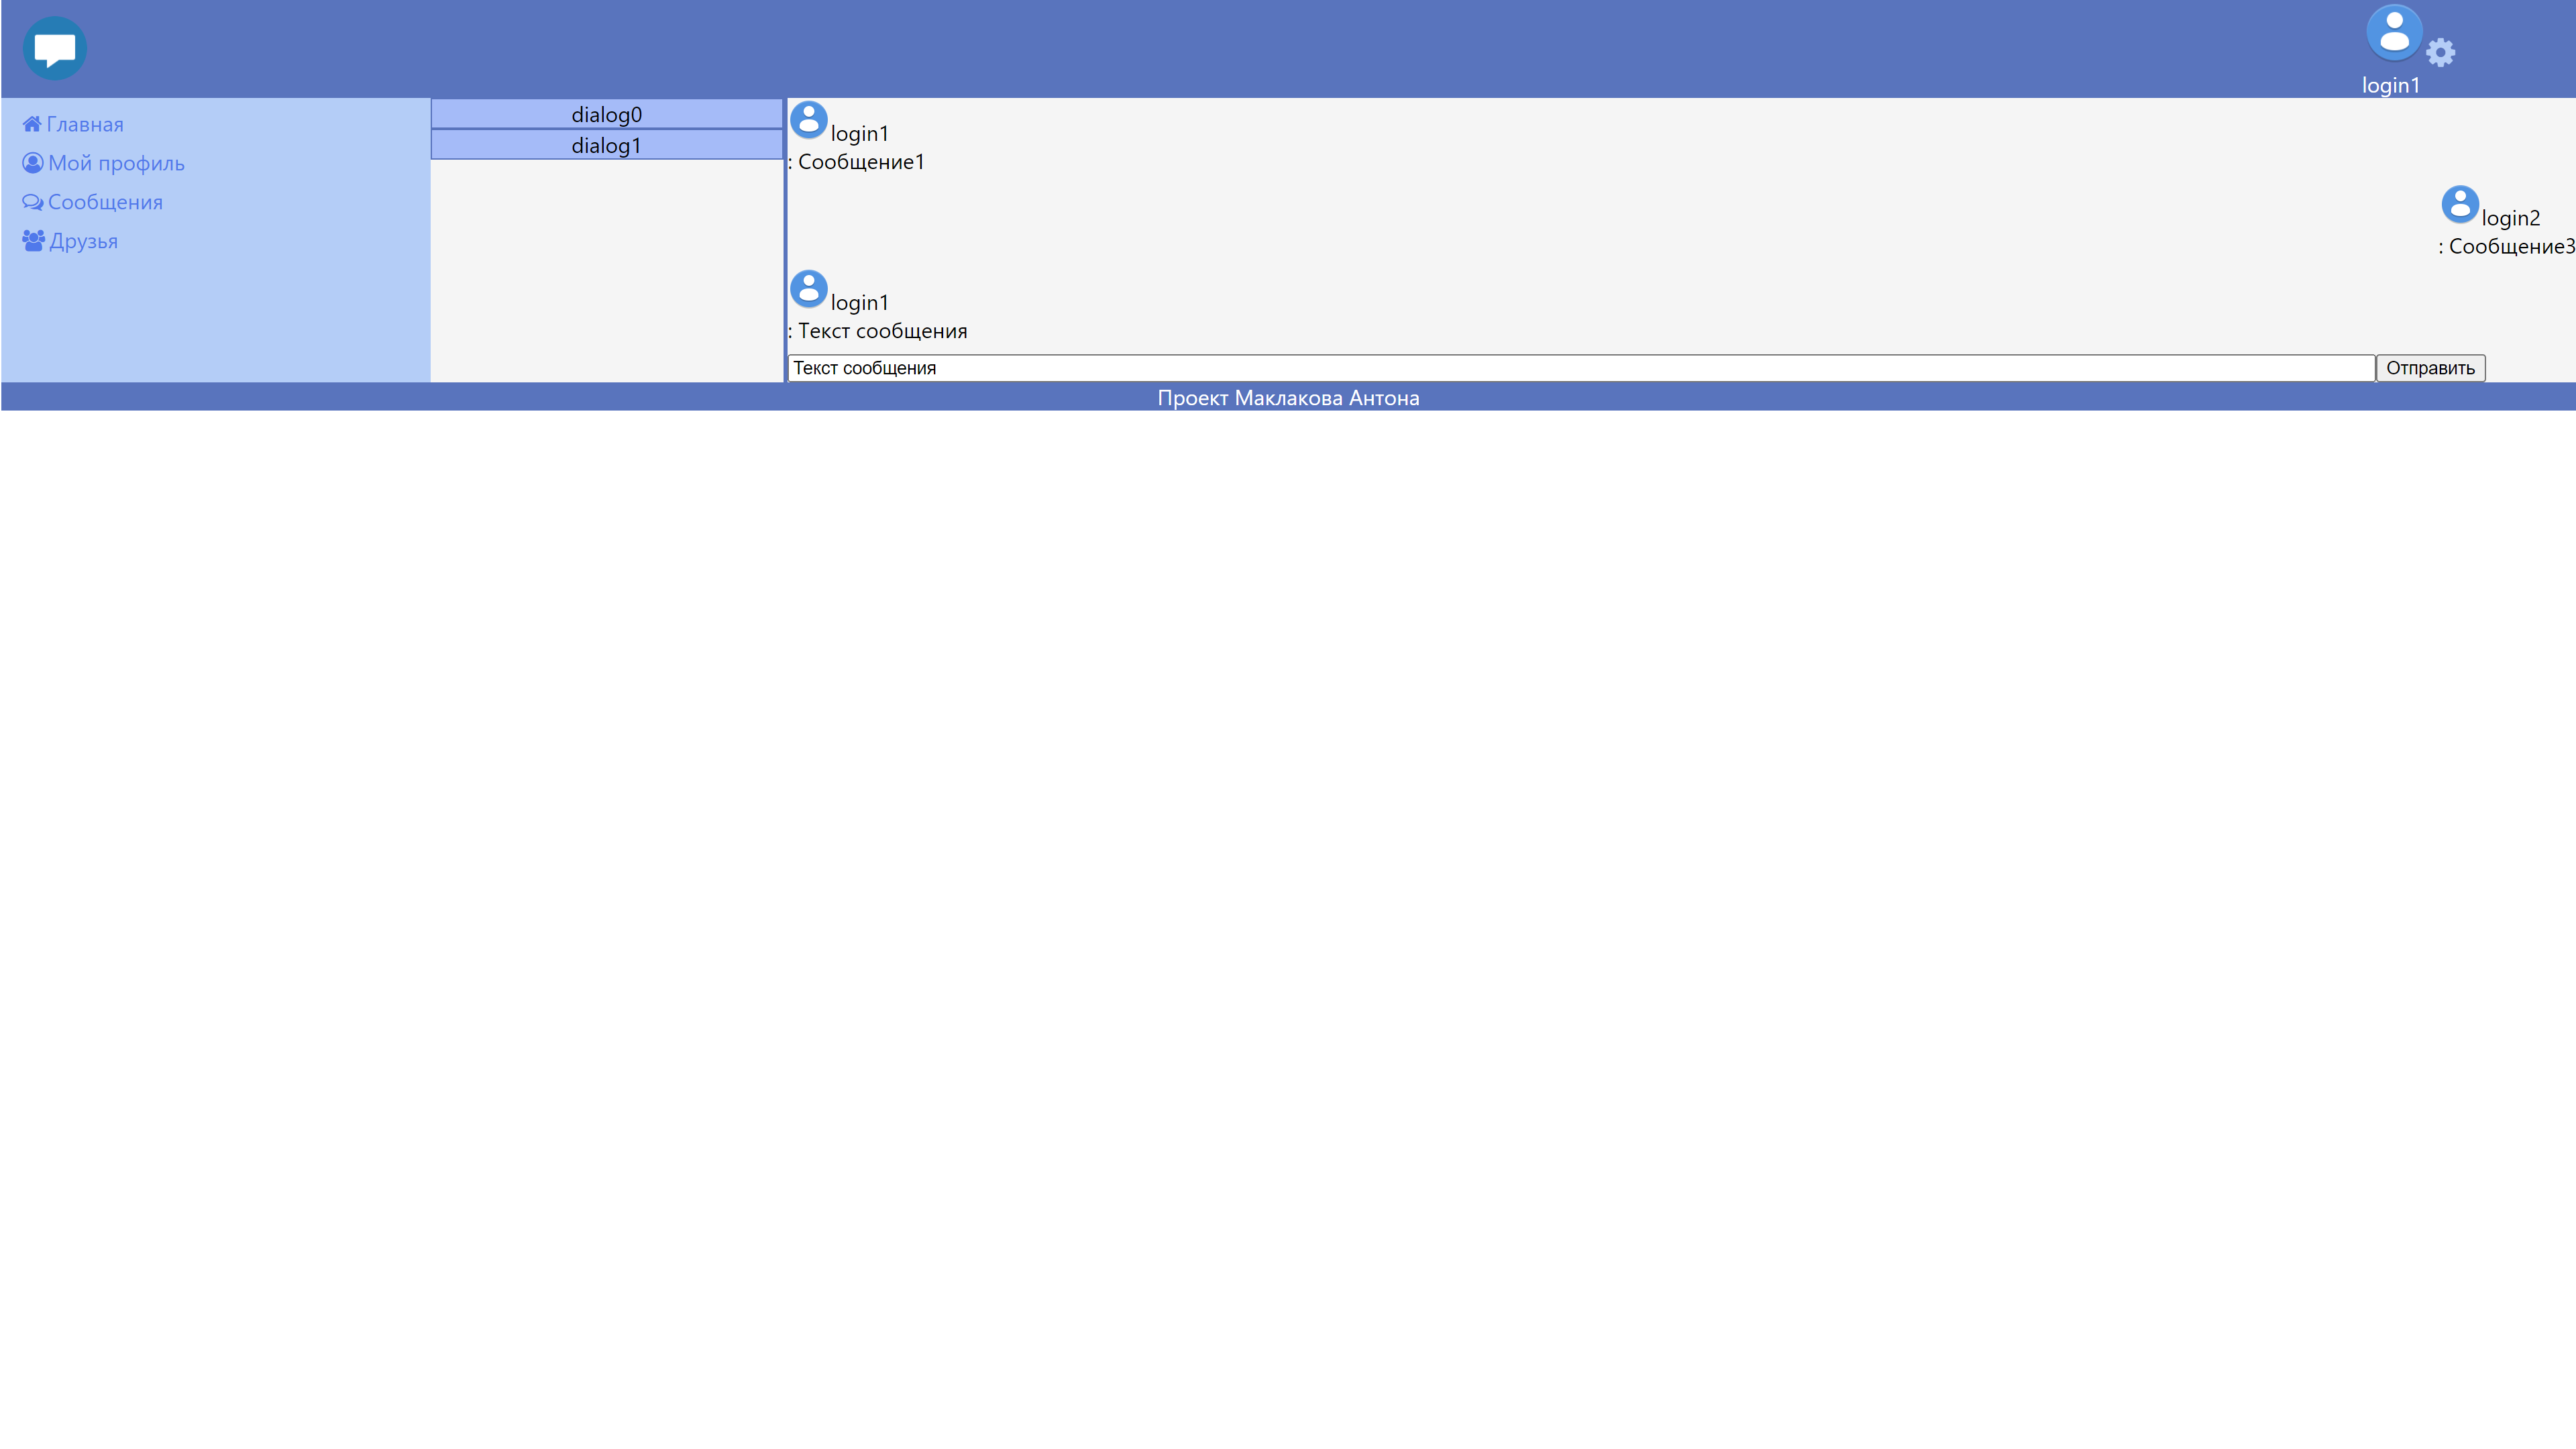 login1
Главная
Мой профиль
Сообщения
Друзья
dialog0
dialog1
login1
: Сообщение1
login2
: Сообщение3
login1
: Текст сообщения
Текст сообщения
Отправить
Проект Маклакова Антона